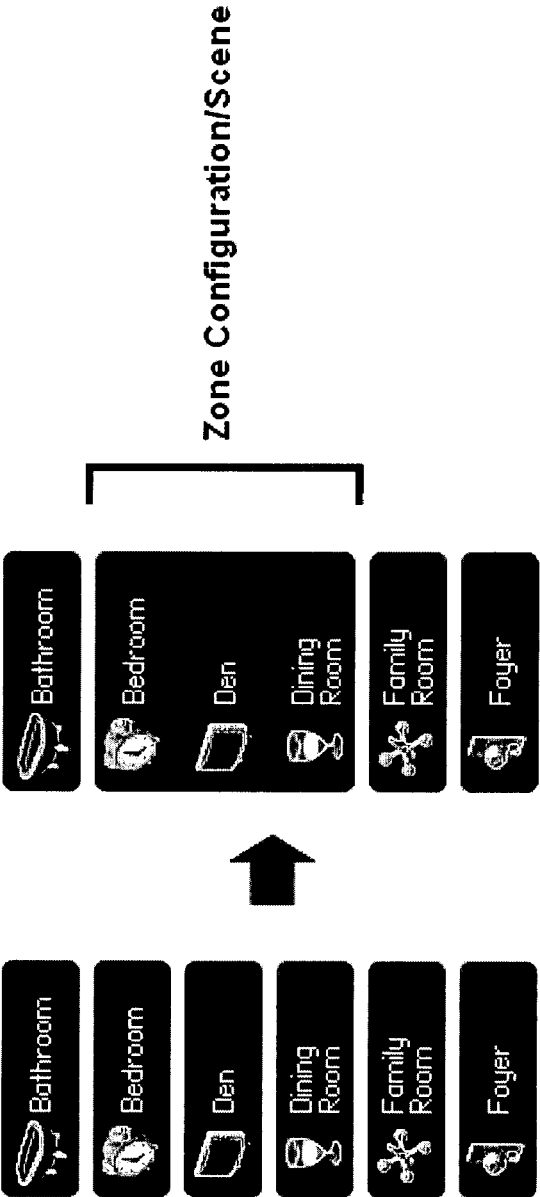 Bathroom
Bedroom
Den
Dining
Room
Family
Room
Foyer
Bathroom
Bedroom
Den
Dining
Room
Family
Room
Foyer
Zone Configuration/Scene